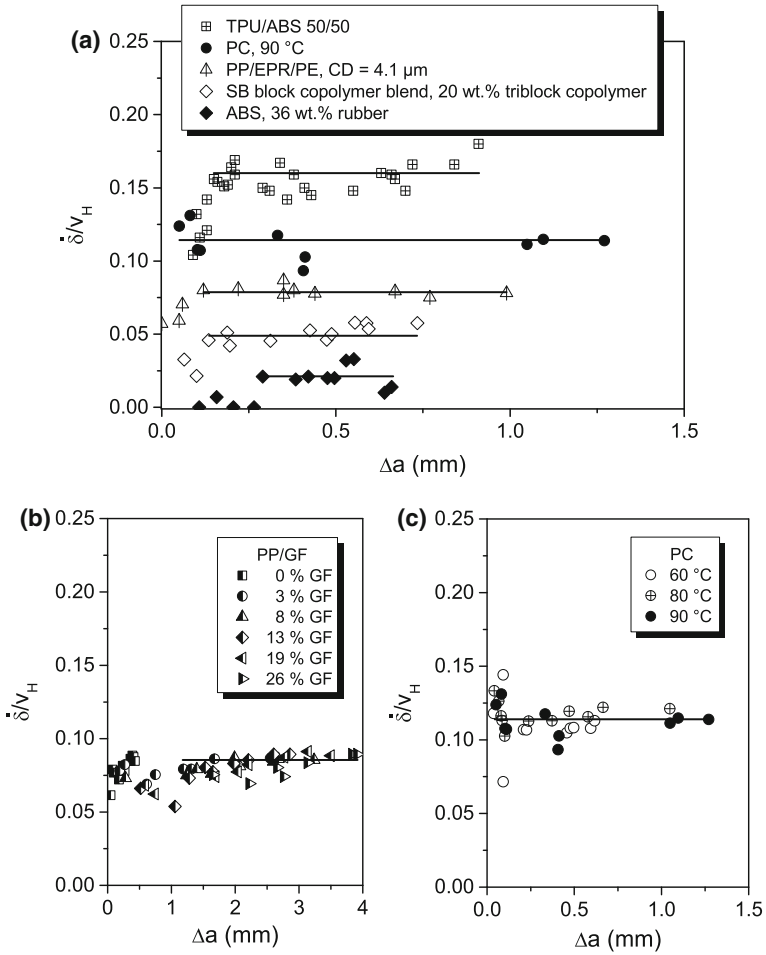 (a)
TPU/ABS 50/50
PC, 90 °C
PP/EPR/PE, CD = 4.1 µm
SB block copolymer blend, 20 wt.% triblock copolymer
ABS, 36 wt.% rubber
0.25
0.20
0.15
0.10
0.05
0.00
δ̇/v_H
0.0 0.5 1.0 1.5
Δa (mm)
(b)
PP/GF
0 % GF
3 % GF
8 % GF
13 % GF
19 % GF
26 % GF
0.25
0.20
0.15
0.10
0.05
0.00
δ̇/v_H
0 1 2 3 4
Δa (mm)
(c)
PC
60 °C
80 °C
90 °C
0.25
0.20
0.15
0.10
0.05
0.00
δ̇/v_H
0.0 0.5 1.0 1.5
Δa (mm)